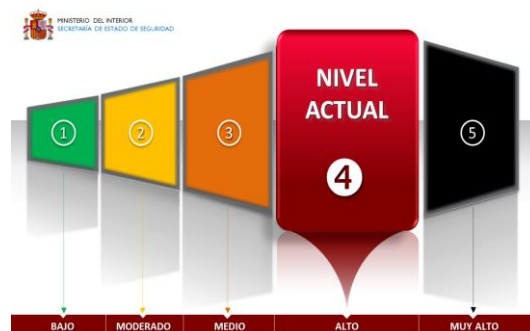 MINISTERIO DEL INTERIOR
SECRETARÍA DE ESTADO DE SEGURIDAD
NIVEL
ACTUAL
1
2
3
4
5
BAJO
MODERADO
MEDIO
ALTO
MUY ALTO